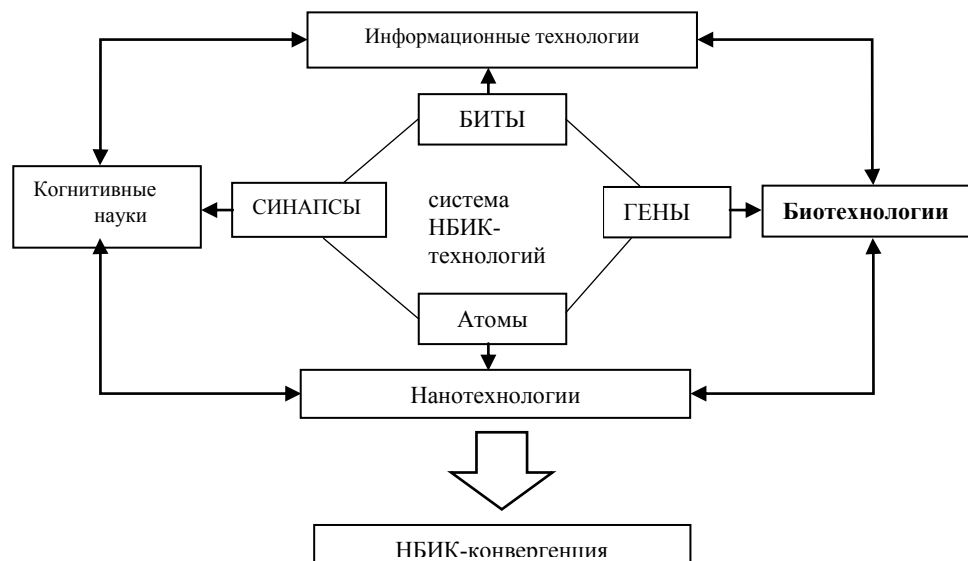 Информационные технологии
БИТЫ
Когнитивные
науки
СИНАПСЫ
система
НБИК-
технологий
ГЕНЫ
Биотехнологии
Атомы
Нанотехнологии
НБИК-конвергенция